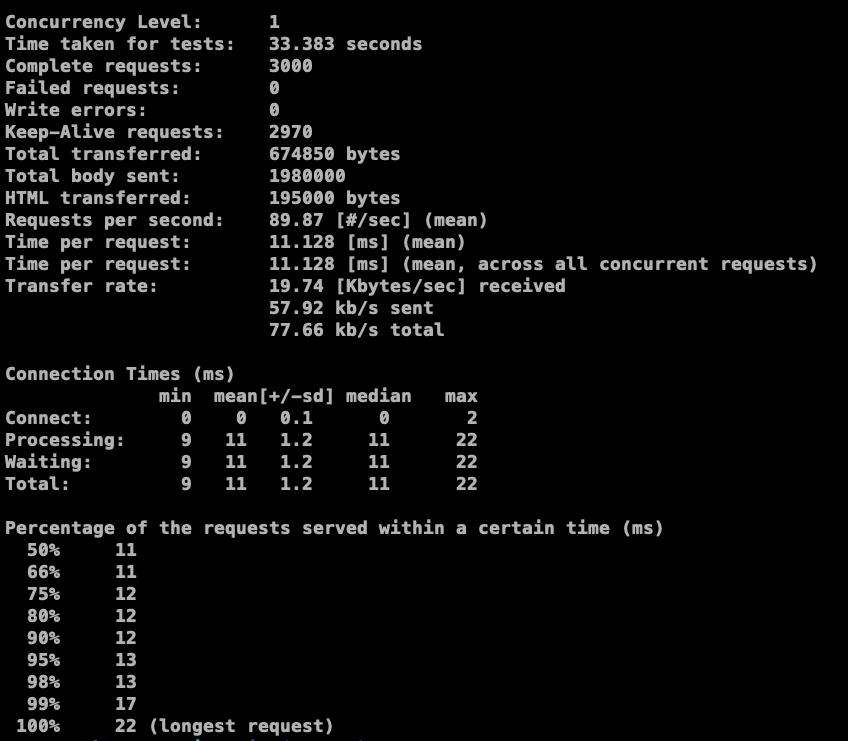 Concurrency Level:      1
Time taken for tests:   33.383 seconds
Complete requests:      3000
Failed requests:        0
Write errors:           0
Keep-Alive requests:    2970
Total transferred:      674850 bytes
Total body sent:        1980000
HTML transferred:       195000 bytes
Requests per second:    89.87 [#/sec] (mean)
Time per request:       11.128 [ms] (mean)
Time per request:       11.128 [ms] (mean, across all concurrent requests)
Transfer rate:          19.74 [Kbytes/sec] received
                        57.92 kb/s sent
                        77.66 kb/s total

Connection Times (ms)
              min  mean[+/-sd] median   max
Connect:        0    0   0.1      0       2
Processing:     9   11   1.2     11      22
Waiting:        9   11   1.2     11      22
Total:          9   11   1.2     11      22

Percentage of the requests served within a certain time (ms)
  50%     11
  66%     11
  75%     12
  80%     12
  90%     12
  95%     13
  98%     13
  99%     17
 100%     22 (longest request)